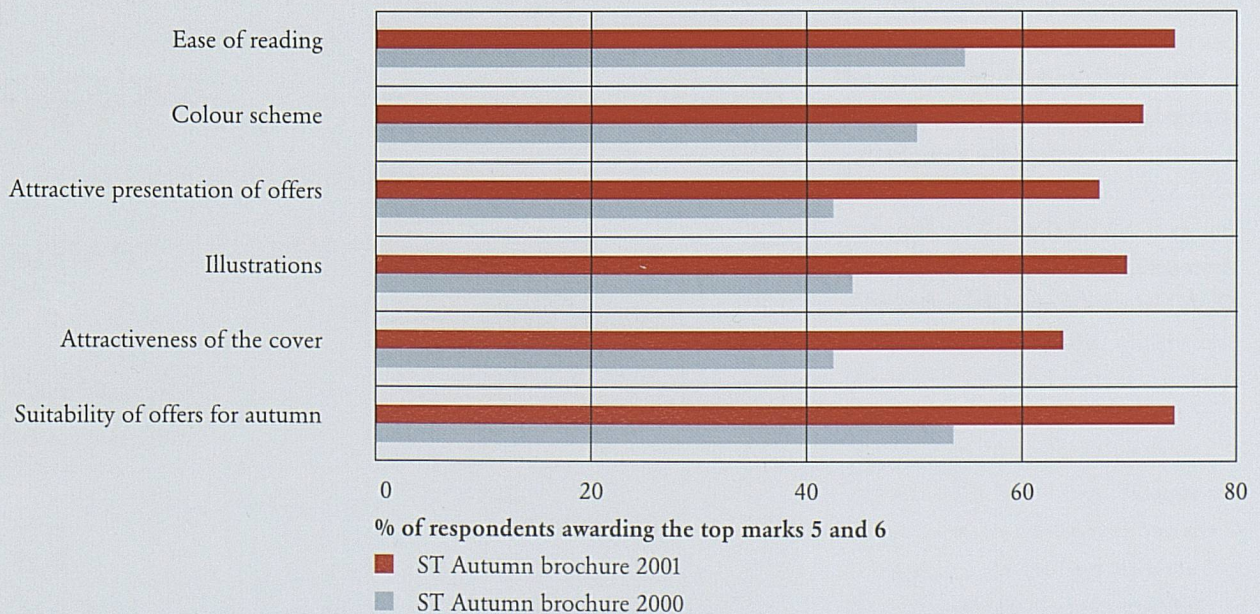 Ease of reading
Colour scheme
Attractive presentation of offers
Illustrations
Attractiveness of the cover
Suitability of offers for autumn
0 20 40 60 80
% of respondents awarding the top marks 5 and 6
ST Autumn brochure 2001
ST Autumn brochure 2000